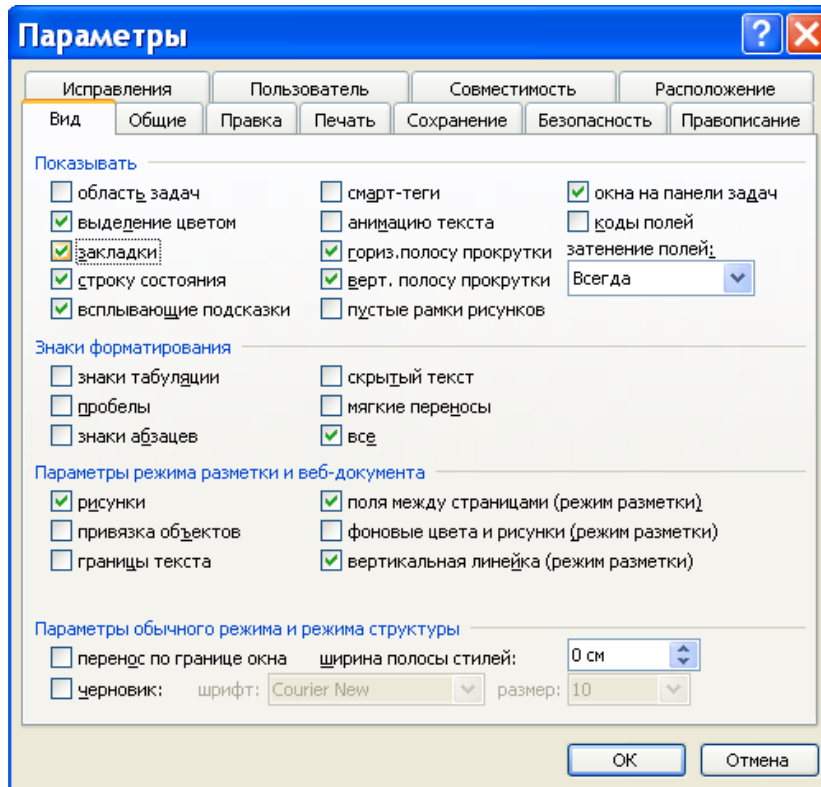 Параметры
Исправления Пользователь Совместимость Расположение
Вид Общие Правка Печать Сохранение Безопасность Правописание
Показывать
область задач смарт-теги окна на панели задач
выделение цветом анимацию текста коды полей
закладки гориз.полосу прокрутки затенение полей:
строку состояния верт. полосу прокрутки Всегда
всплывающие подсказки пустые рамки рисунков
Знаки форматирования
знаки табуляции скрытый текст
пробелы мягкие переносы
знаки абзацев все
Параметры режима разметки и веб-документа
рисунки поля между страницами (режим разметки)
привязка объектов фоновые цвета и рисунки (режим разметки)
границы текста вертикальная линейка (режим разметки)
Параметры обычного режима и режима структуры
перенос по границе окна ширина полосы стилей: 0 см
черновик: шрифт: Courier New размер: 10
ОК Отмена